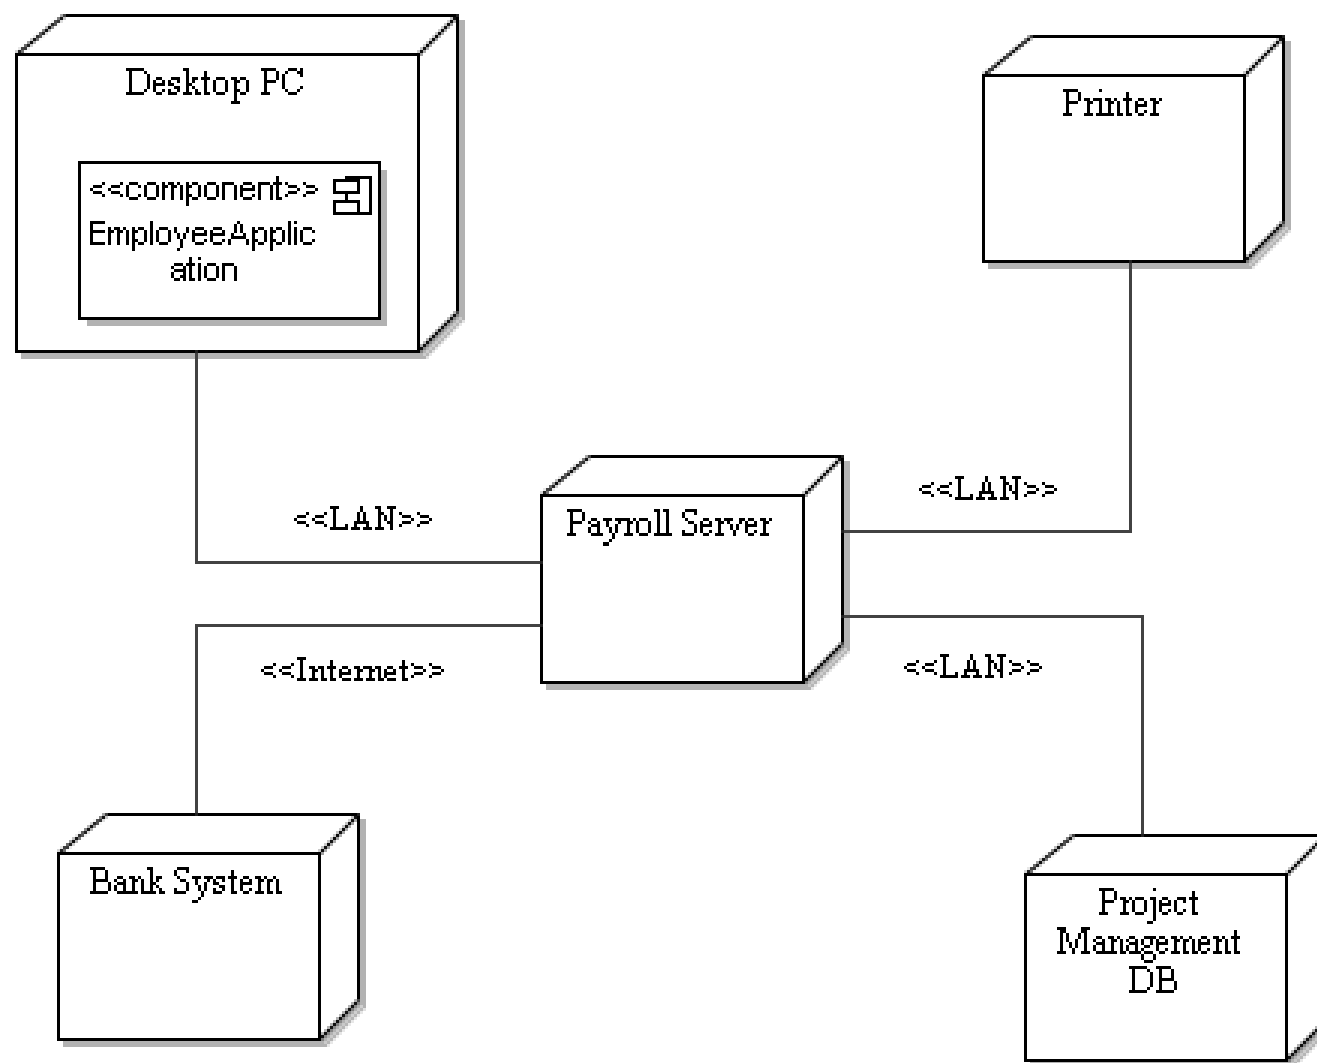 Desktop PC
<<component>>
EmployeeApplic
ation
Printer
<<LAN>>
Payroll Server
<<LAN>>
<<Internet>>
<<LAN>>
Bank System
Project
Management
DB